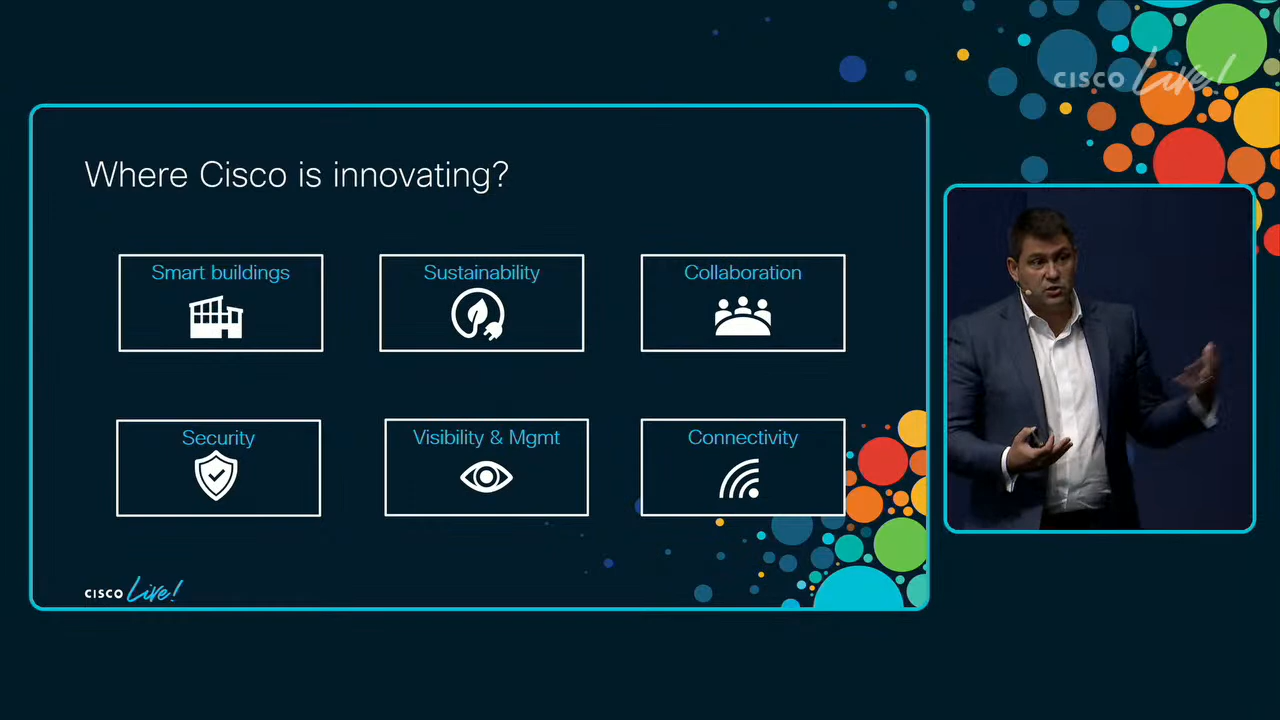 CISCO Live!
Where Cisco is innovating?
Smart buildings
Sustainability
Collaboration
Security
Visibility & Mgmt
Connectivity
CISCO Live!